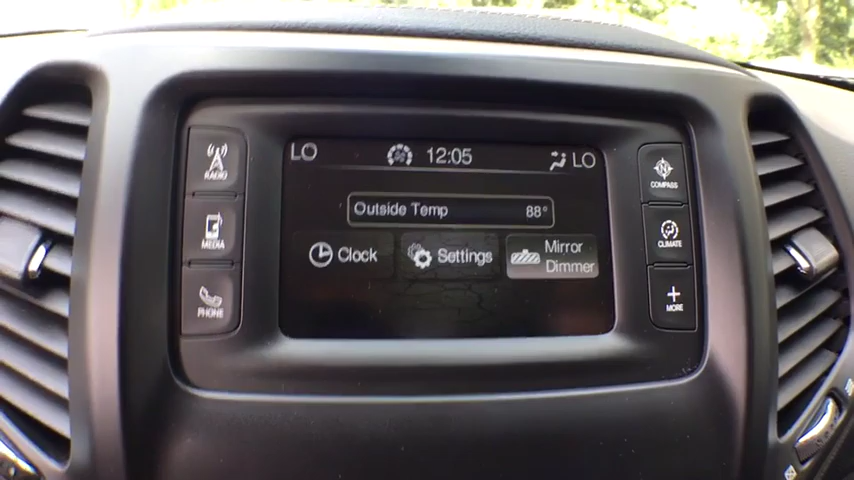 LO 12:05 LO
RADIO
COMPASS
Outside Temp 88°
MEDIA
CLIMATE
Clock
Settings
Mirror
Dimmer
PHONE
MORE